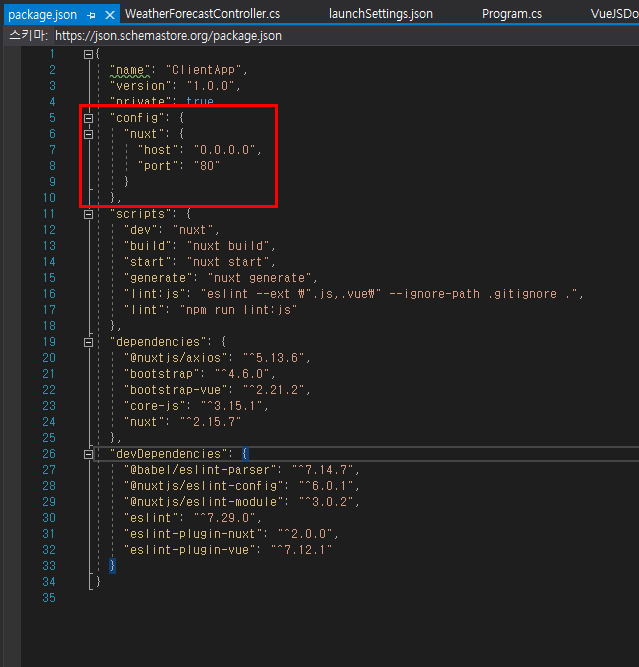 package.json WeatherForecastController.cs launchSettings.json Program.cs VueJSDo
스키마: https://json.schemastore.org/package.json
1 {
2 "name": "ClientApp",
3 "version": "1.0.0",
4 "private": true,
5 "config": {
6 "nuxt": {
7 "host": "0.0.0.0",
8 "port": "80"
9 }
10 },
11 "scripts": {
12 "dev": "nuxt",
13 "build": "nuxt build",
14 "start": "nuxt start",
15 "generate": "nuxt generate",
16 "lint:js": "eslint --ext ₩".js,.vue₩" --ignore-path .gitignore .",
17 "lint": "npm run lint:js"
18 },
19 "dependencies": {
20 "@nuxtjs/axios": "^5.13.6",
21 "bootstrap": "^4.6.0",
22 "bootstrap-vue": "^2.21.2",
23 "core-js": "^3.15.1",
24 "nuxt": "^2.15.7"
25 },
26 "devDependencies": {
27 "@babel/eslint-parser": "^7.14.7",
28 "@nuxtjs/eslint-config": "^6.0.1",
29 "@nuxtjs/eslint-module": "^3.0.2",
30 "eslint": "^7.29.0",
31 "eslint-plugin-nuxt": "^2.0.0",
32 "eslint-plugin-vue": "^7.12.1"
33 }
34 }
35